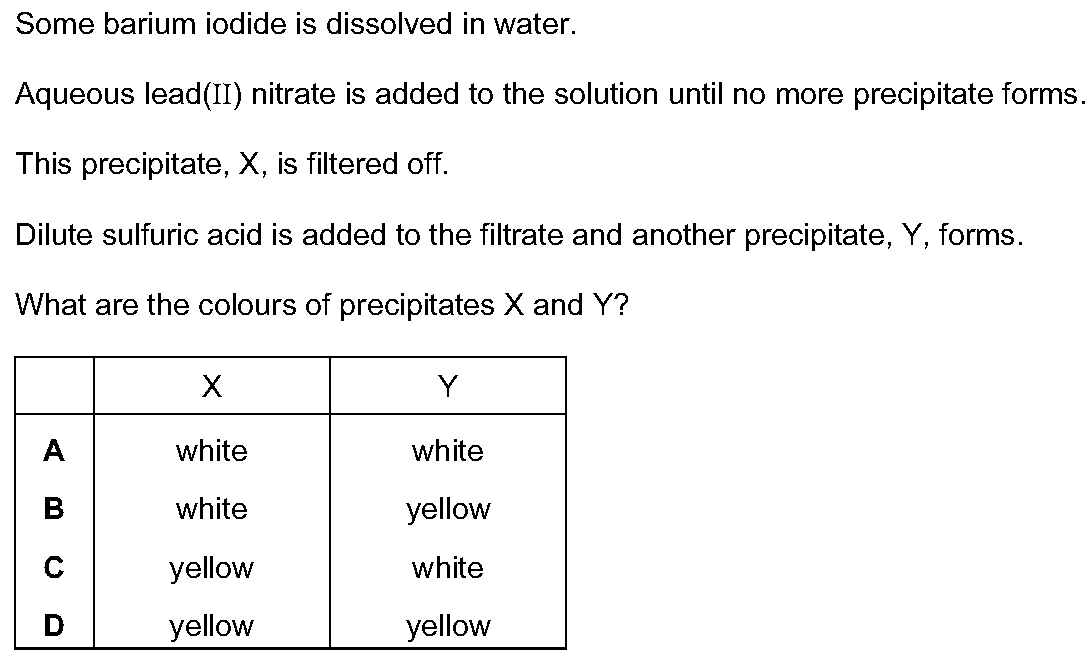 Some barium iodide is dissolved in water.
Aqueous lead(II) nitrate is added to the solution until no more precipitate forms.
This precipitate, X, is filtered off.
Dilute sulfuric acid is added to the filtrate and another precipitate, Y, forms.
What are the colours of precipitates X and Y?
X Y
A white white
B white yellow
C yellow white
D yellow yellow